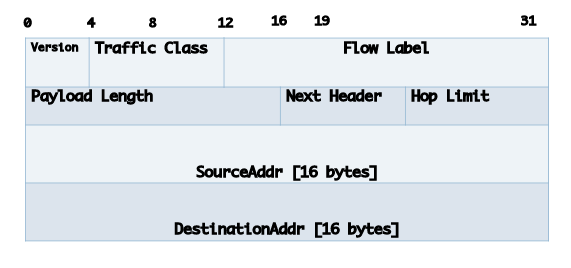 0 4 8 12 16 19 31
Version Traffic Class Flow Label
Payload Length Next Header Hop Limit
SourceAddr [16 bytes]
DestinationAddr [16 bytes]